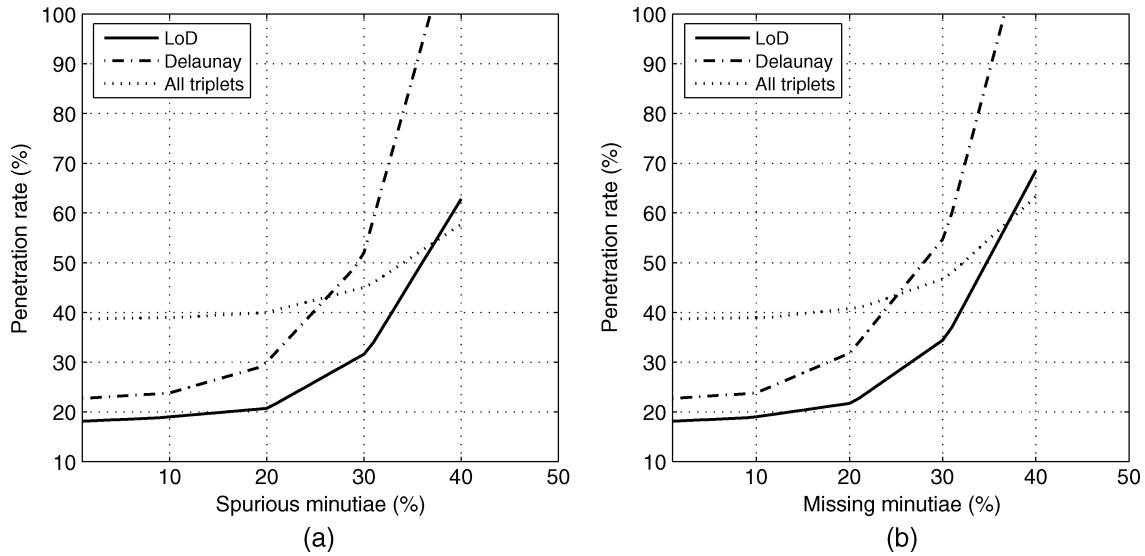 100
90
80
70
60
50
40
30
20
10
Penetration rate (%)
LoD
Delaunay
All triplets
10 20 30 40 50
Spurious minutiae (%)
(a)
100
90
80
70
60
50
40
30
20
10
Penetration rate (%)
LoD
Delaunay
All triplets
10 20 30 40 50
Missing minutiae (%)
(b)